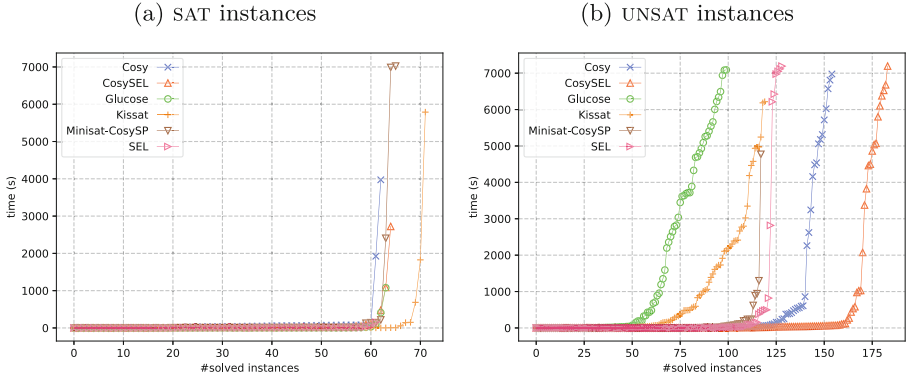 (a) SAT instances
7000
6000
5000
4000
3000
2000
1000
0
time (s)
Cosy
CosySEL
Glucose
Kissat
Minisat-CosySP
SEL
0 10 20 30 40 50 60 70
#solved instances
(b) UNSAT instances
7000
6000
5000
4000
3000
2000
1000
0
time (s)
Cosy
CosySEL
Glucose
Kissat
Minisat-CosySP
SEL
0 25 50 75 100 125 150 175
#solved instances